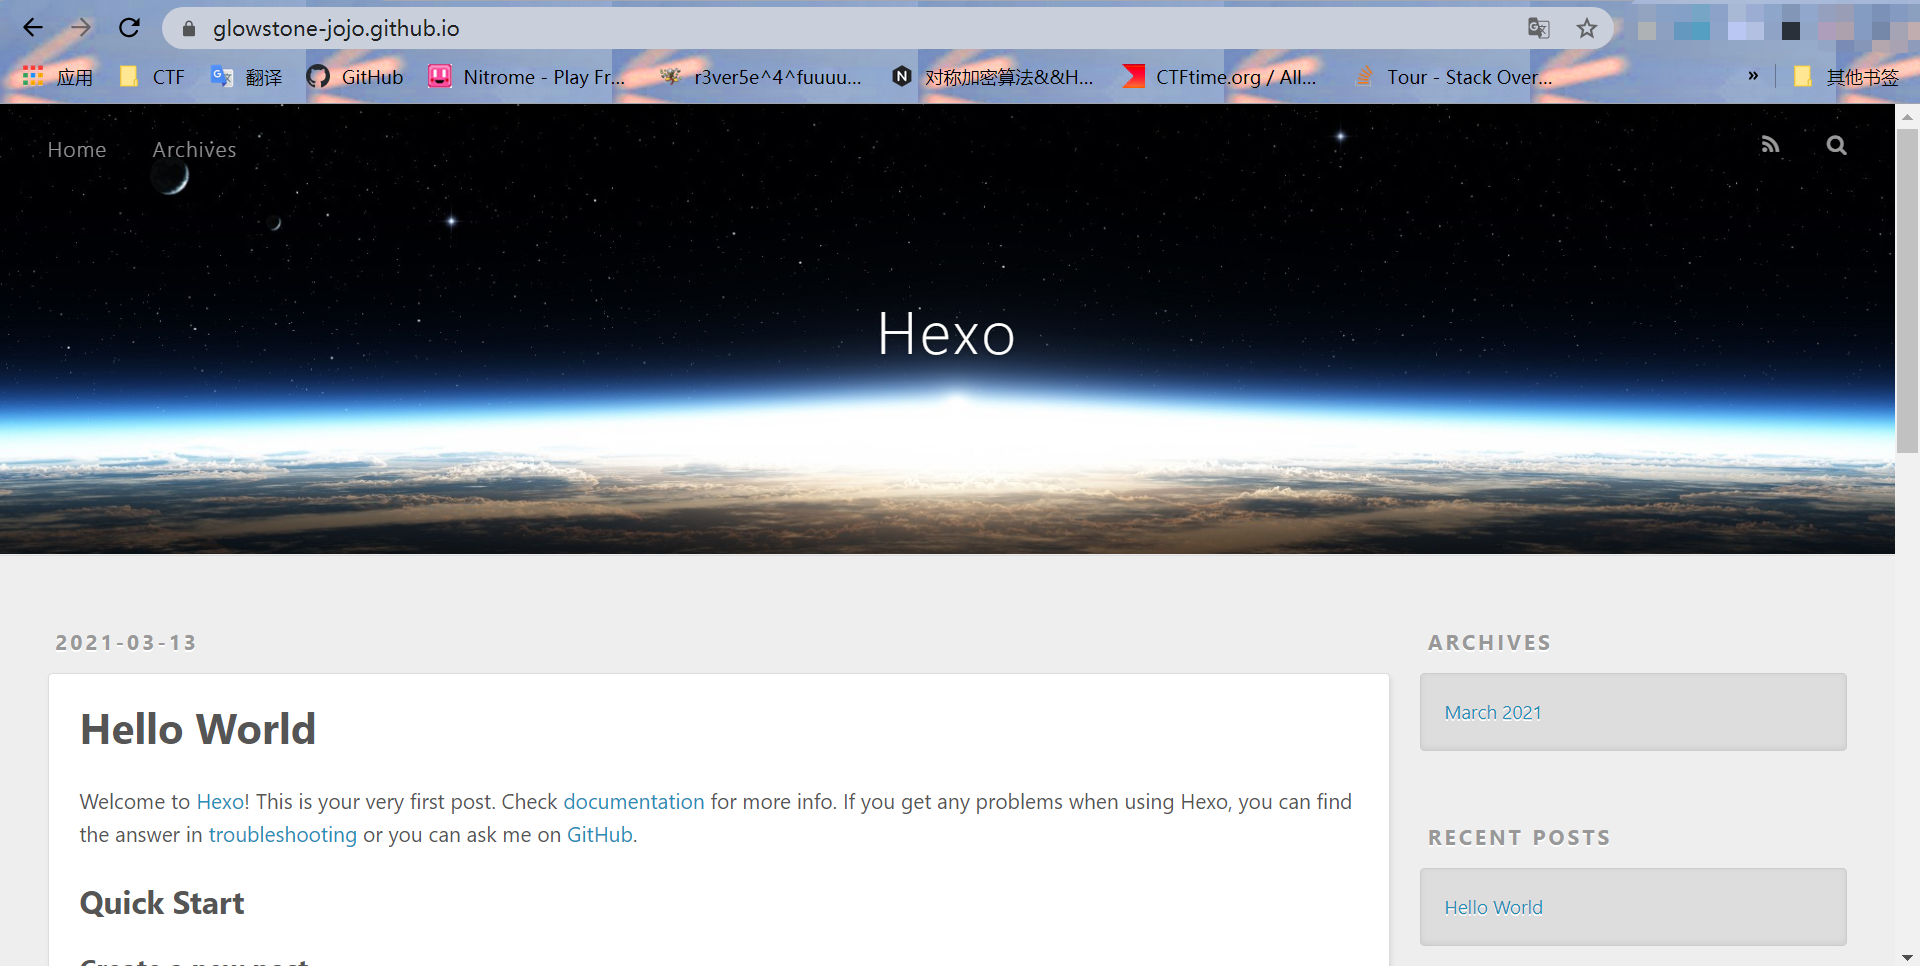 glowstone-jojo.github.io
应用 CTF 翻译 GitHub Nitrome - Play Fr... r3ver5e^4^fuuuu... 对称加密算法&&H... CTFtime.org / All... Tour - Stack Over... » 其他书签
Home Archives
Hexo
2021-03-13
Hello World
Welcome to Hexo! This is your very first post. Check documentation for more info. If you get any problems when using Hexo, you can find
the answer in troubleshooting or you can ask me on GitHub.
Quick Start
Create a new post
ARCHIVES
March 2021
RECENT POSTS
Hello World